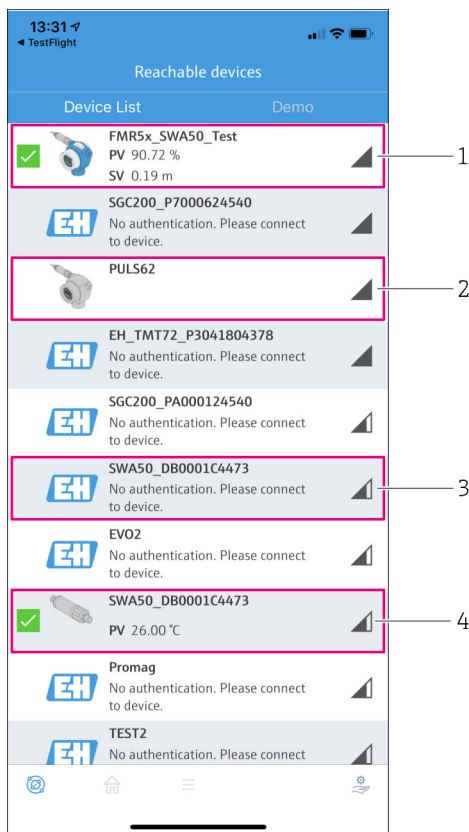 13:31
◀ TestFlight
Reachable devices
Device List
Demo
FMR5x_SWA50_Test
PV 90.72 %
SV 0.19 m
1
SGC200_P7000624540
No authentication. Please connect
to device.
PULS62
2
EH_TMT72_P3041804378
No authentication. Please connect
to device.
SGC200_PA000124540
No authentication. Please connect
to device.
SWA50_DB0001C4473
No authentication. Please connect
to device.
3
EVO2
No authentication. Please connect
to device.
SWA50_DB0001C4473
PV 26.00 °C
4
Promag
No authentication. Please connect
to device.
TEST2
No authentication. Please connect